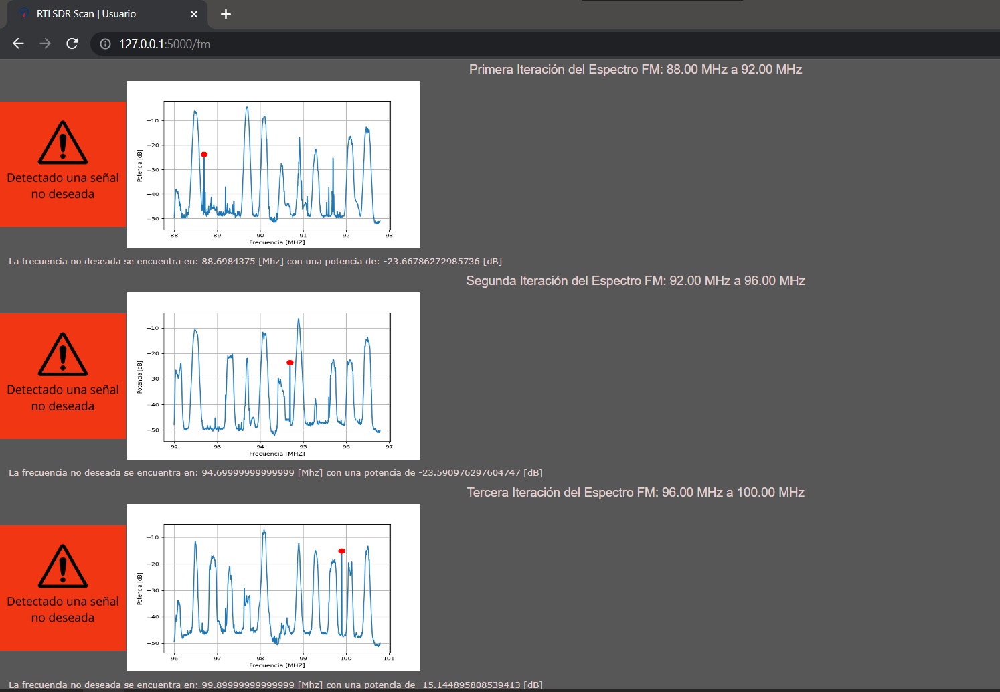 RTLSDR Scan | Usuario
127.0.0.1:5000/fm
Primera Iteración del Espectro FM: 88.00 MHz a 92.00 MHz
Detectado una señal
no deseada
Potencia [dB]
−10
−20
−30
−40
−50
88 89 90 91 92 93
Frecuencia [MHZ]
La frecuencia no deseada se encuentra en: 88.6984375 [Mhz] con una potencia de: -23.66786272985736 [dB]
Segunda Iteración del Espectro FM: 92.00 MHz a 96.00 MHz
Detectado una señal
no deseada
Potencia [dB]
−10
−20
−30
−40
−50
92 93 94 95 96 97
Frecuencia [MHZ]
La frecuencia no deseada se encuentra en: 94.69999999999999 [Mhz] con una potencia de -23.590976297604747 [dB]
Tercera Iteración del Espectro FM: 96.00 MHz a 100.00 MHz
Detectado una señal
no deseada
Potencia [dB]
−10
−20
−30
−40
−50
96 97 98 99 100 101
Frecuencia [MHZ]
La frecuencia no deseada se encuentra en: 99.89999999999999 [Mhz] con una potencia de -15.144895808539413 [dB]